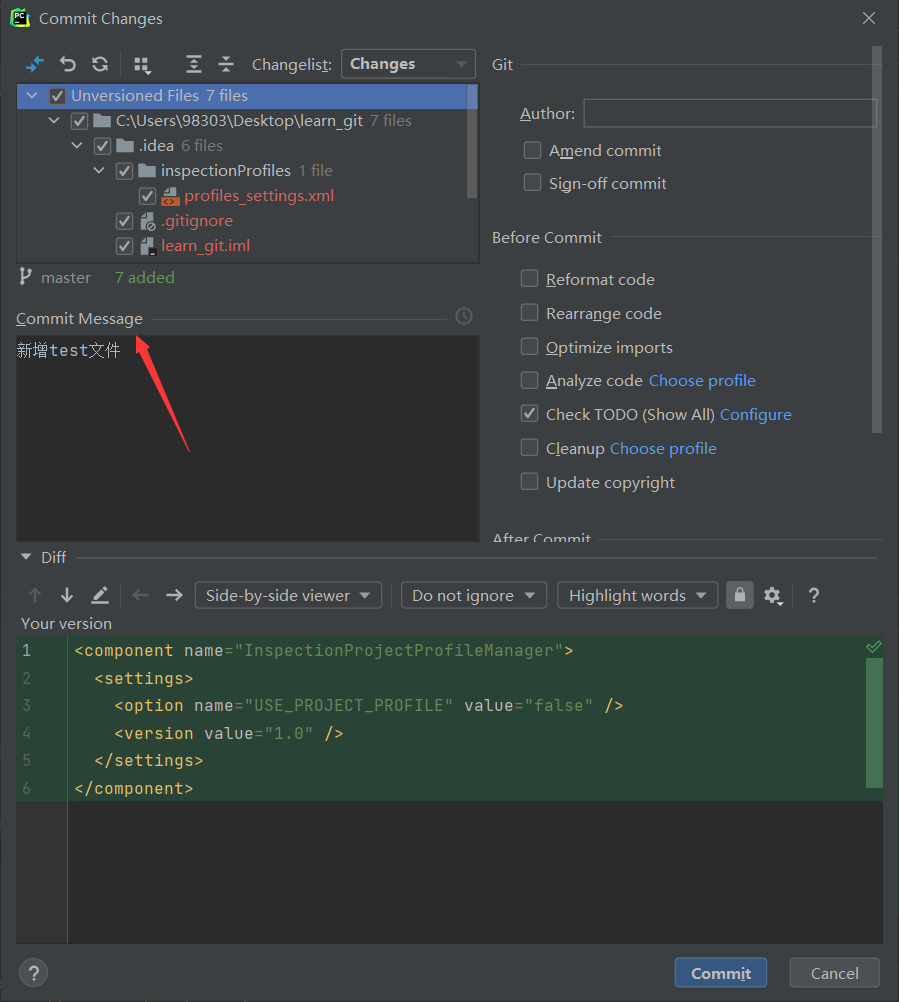 Commit Changes
Changelist: Changes
Unversioned Files 7 files
C:\Users\98303\Desktop\learn_git 7 files
.idea 6 files
inspectionProfiles 1 file
profiles_settings.xml
.gitignore
learn_git.iml
master 7 added
Commit Message
新增test文件
Git
Author:
Amend commit
Sign-off commit
Before Commit
Reformat code
Rearrange code
Optimize imports
Analyze code Choose profile
Check TODO (Show All) Configure
Cleanup Choose profile
Update copyright
After Commit
Diff
Side-by-side viewer Do not ignore Highlight words ?
Your version
1 <component name="InspectionProjectProfileManager">
2 <settings>
3 <option name="USE_PROJECT_PROFILE" value="false" />
4 <version value="1.0" />
5 </settings>
6 </component>
? Commit Cancel